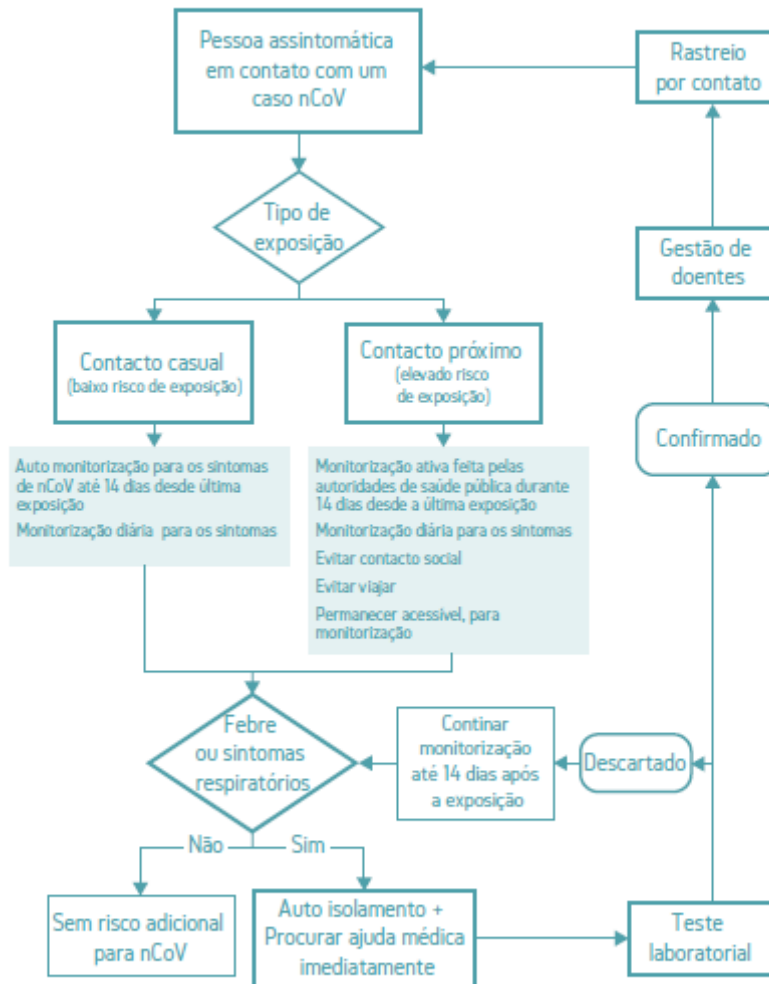 Pessoa assintomática
em contato com um
caso nCoV
Rastreio
por contato
Tipo de
exposição
Gestão de
doentes
Contacto casual
(baixo risco de exposição)
Contacto próximo
(elevado risco
de exposição)
Confirmado
Auto monitorização para os sintomas
de nCoV até 14 dias desde última
exposição
Monitorização diária para os sintomas
Monitorização ativa feita pelas
autoridades de saúde pública durante
14 dias desde a última exposição
Monitorização diária para os sintomas
Evitar contacto social
Evitar viajar
Permanecer acessível, para
monitorização
Febre
ou sintomas
respiratórios
Continar
monitorização
até 14 dias após
a exposição
Descartado
Não
Sim
Sem risco adicional
para nCoV
Auto isolamento +
Procurar ajuda médica
imediatamente
Teste
laboratorial